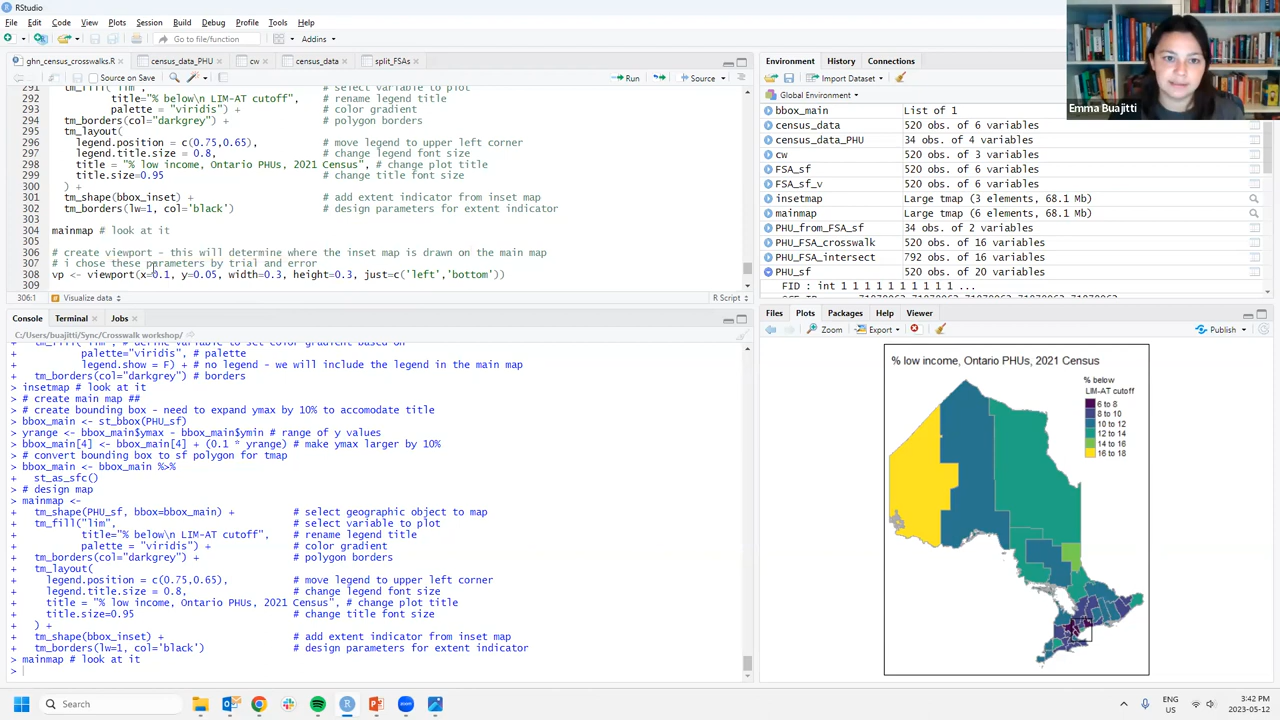 RStudio
File Edit Code View Plots Session Build Debug Profile Tools Help
Go to file/function
Addins
ghn_census_crosswalks.R
census_data_PHU
cw
census_data
split_FSAs
Source on Save
Run
Source
292 title="% below\n LIM-AT cutoff", # rename legend title
293 palette = "viridis") + # color gradient
294 tm_borders(col="darkgrey") + # polygon borders
295 tm_layout(
296 legend.position = c(0.75,0.65), # move legend to upper left corner
297 legend.title.size = 0.8, # change legend font size
298 title = "% low income, Ontario PHUs, 2021 Census", # change plot title
299 title.size=0.95 # change title font size
300 ) +
301 tm_shape(bbox_inset) + # add extent indicator from inset map
302 tm_borders(lw=1, col='black') # design parameters for extent indicator
303
304 mainmap # look at it
305
306 # create viewport - this will determine where the inset map is drawn on the main map
307 # i chose these parameters by trial and error
308 vp <- viewport(x=0.1, y=0.05, width=0.3, height=0.3, just=c('left','bottom'))
309
306:1 Visualize data
R Script
Console Terminal Jobs
C:/Users/buajitti/Sync/Crosswalk workshop/
+ palette="viridis", # palette
+ legend.show = F) + # no legend - we will include the legend in the main map
+ tm_borders(col="darkgrey") # borders
> insetmap # look at it
> # create main map ##
> # create bounding box - need to expand ymax by 10% to accomodate title
> bbox_main <- st_bbox(PHU_sf)
> yrange <- bbox_main$ymax - bbox_main$ymin # range of y values
> bbox_main[4] <- bbox_main[4] + (0.1 * yrange) # make ymax larger by 10%
> # convert bounding box to sf polygon for tmap
> bbox_main <- bbox_main %>%
+ st_as_sfc()
> # design map
> mainmap <-
+ tm_shape(PHU_sf, bbox=bbox_main) + # select geographic object to map
+ tm_fill("lim", # select variable to plot
+ title="% below\n LIM-AT cutoff", # rename legend title
+ palette = "viridis") + # color gradient
+ tm_borders(col="darkgrey") + # polygon borders
+ tm_layout(
+ legend.position = c(0.75,0.65), # move legend to upper left corner
+ legend.title.size = 0.8, # change legend font size
+ title = "% low income, Ontario PHUs, 2021 Census", # change plot title
+ title.size=0.95 # change title font size
+ ) +
+ tm_shape(bbox_inset) + # add extent indicator from inset map
+ tm_borders(lw=1, col='black') # design parameters for extent indicator
> mainmap # look at it
>
Environment History Connections
Import Dataset
Global Environment
bbox_main List of 1
census_data 520 obs. of 6 variables
census_data_PHU 34 obs. of 4 variables
cw 520 obs. of 3 variables
FSA_sf 520 obs. of 6 variables
FSA_sf_v 520 obs. of 6 variables
insetmap Large tmap (3 elements, 68.1 Mb)
mainmap Large tmap (6 elements, 68.1 Mb)
PHU_from_FSA_sf 34 obs. of 2 variables
PHU_FSA_crosswalk 520 obs. of 16 variables
PHU_FSA_intersect 792 obs. of 16 variables
PHU_sf 520 obs. of 20 variables
FID : int 1 1 1 1 1 1 1 1 1 1 ...
Files Plots Packages Help Viewer
Zoom Export
Publish
% low income, Ontario PHUs, 2021 Census
% below
LIM-AT cutoff
6 to 8
8 to 10
10 to 12
12 to 14
14 to 16
16 to 18
Emma Buajitti
Search
ENG
US
3:42 PM
2023-05-12